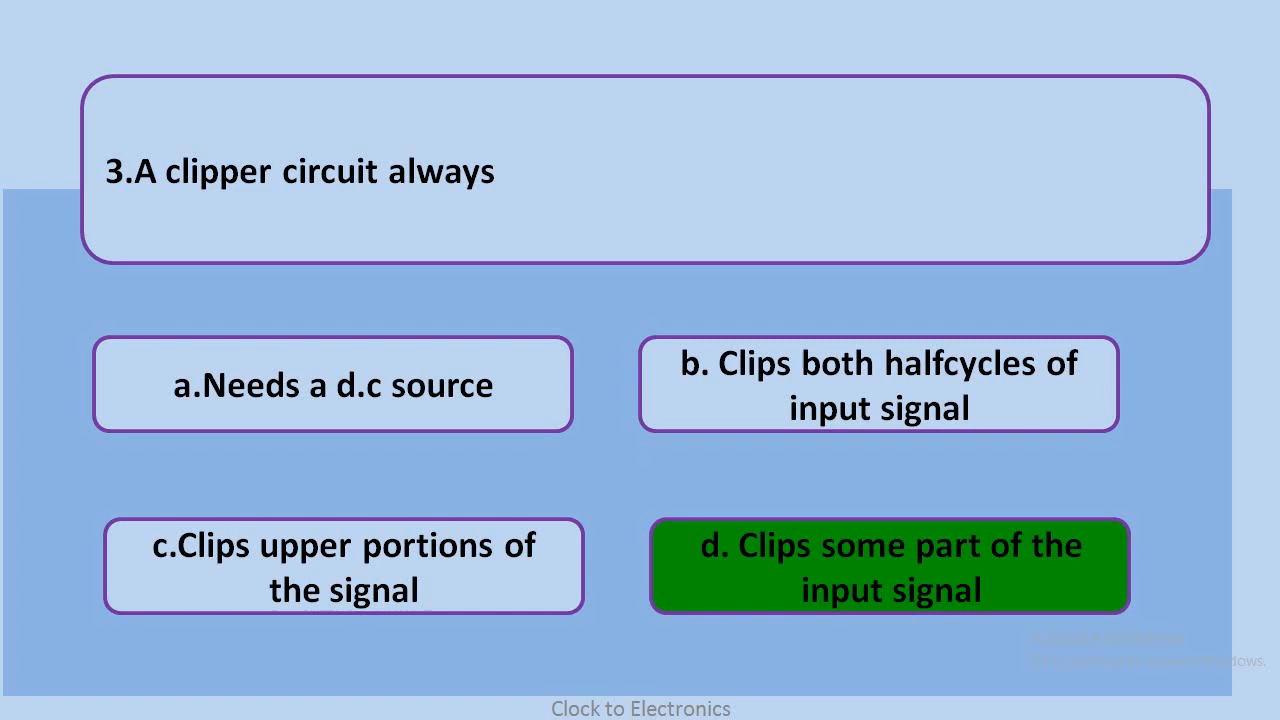 3.A clipper circuit always
a.Needs a d.c source
b. Clips both halfcycles of
input signal
c.Clips upper portions of
the signal
d. Clips some part of the
input signal
Clock to Electronics